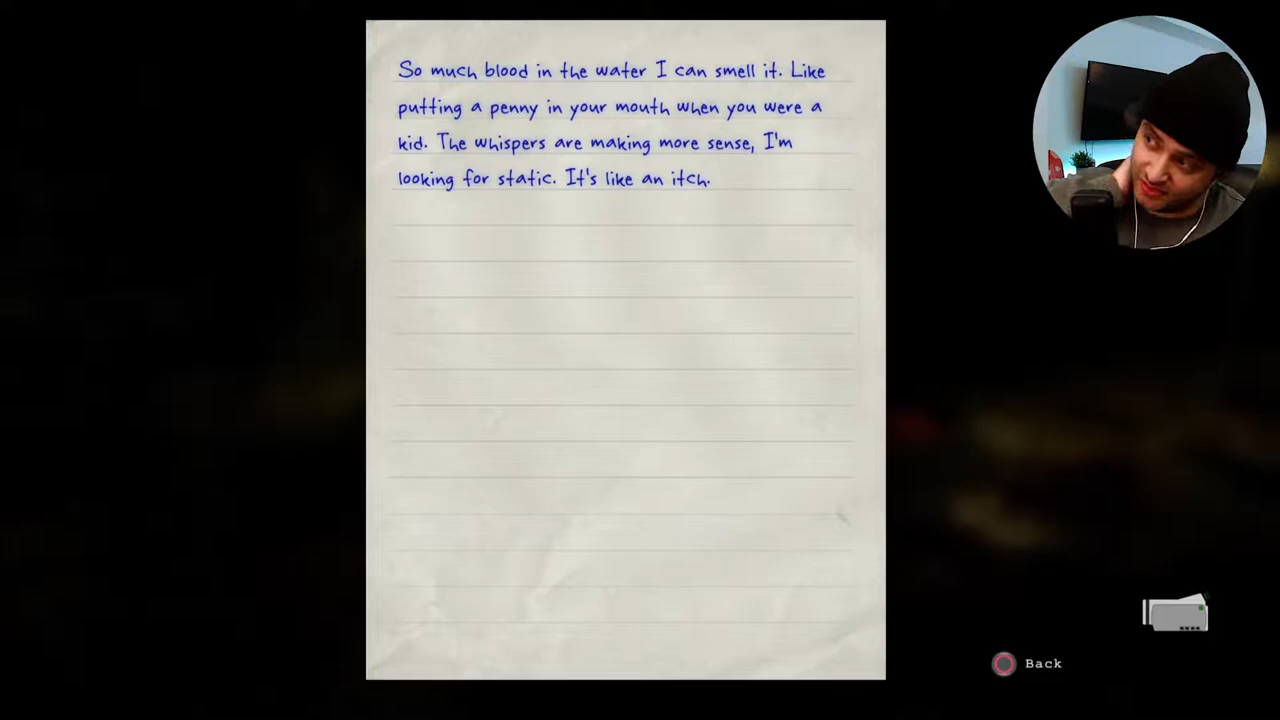 So much blood in the water I can smell it. Like
putting a penny in your mouth when you were a
kid. The whispers are making more sense, I'm
looking for static. It's like an itch.
Back